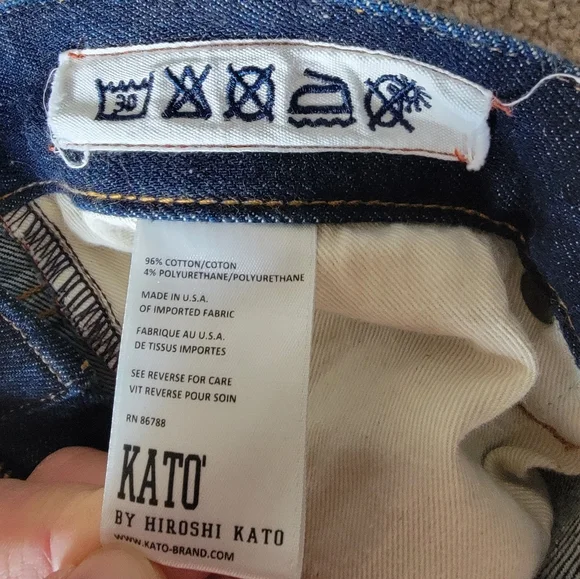 30
96% COTTON/COTON
4% POLYURETHANE/POLYURETHANE
MADE IN U.S.A.
OF IMPORTED FABRIC
FABRIQUE AU U.S.A.
DE TISSUS IMPORTES
SEE REVERSE FOR CARE
VIT REVERSE POUR SOIN
RN 86788
KATO'
BY HIROSHI KATO
WWW.KATO-BRAND.COM